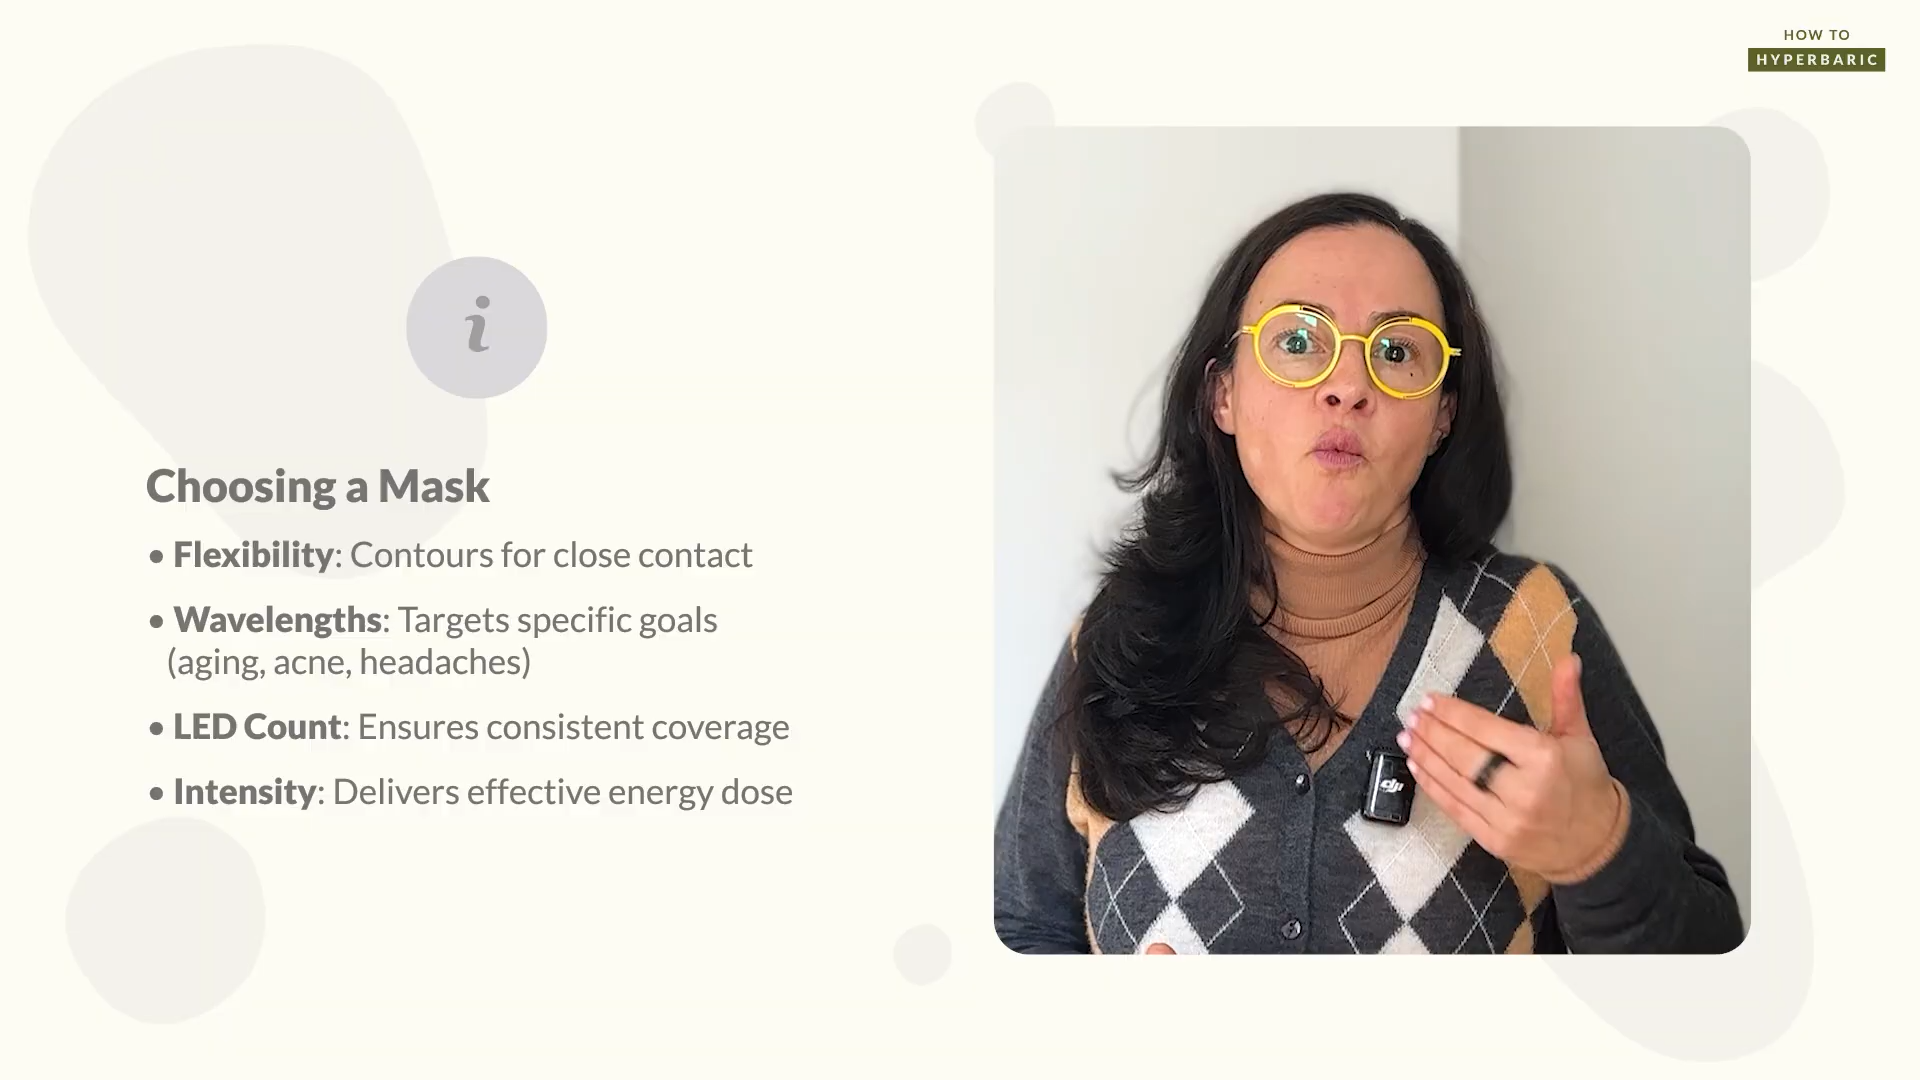 HOW TO
HYPERBARIC
i
Choosing a Mask
• Flexibility: Contours for close contact
• Wavelengths: Targets specific goals
(aging, acne, headaches)
• LED Count: Ensures consistent coverage
• Intensity: Delivers effective energy dose
dji